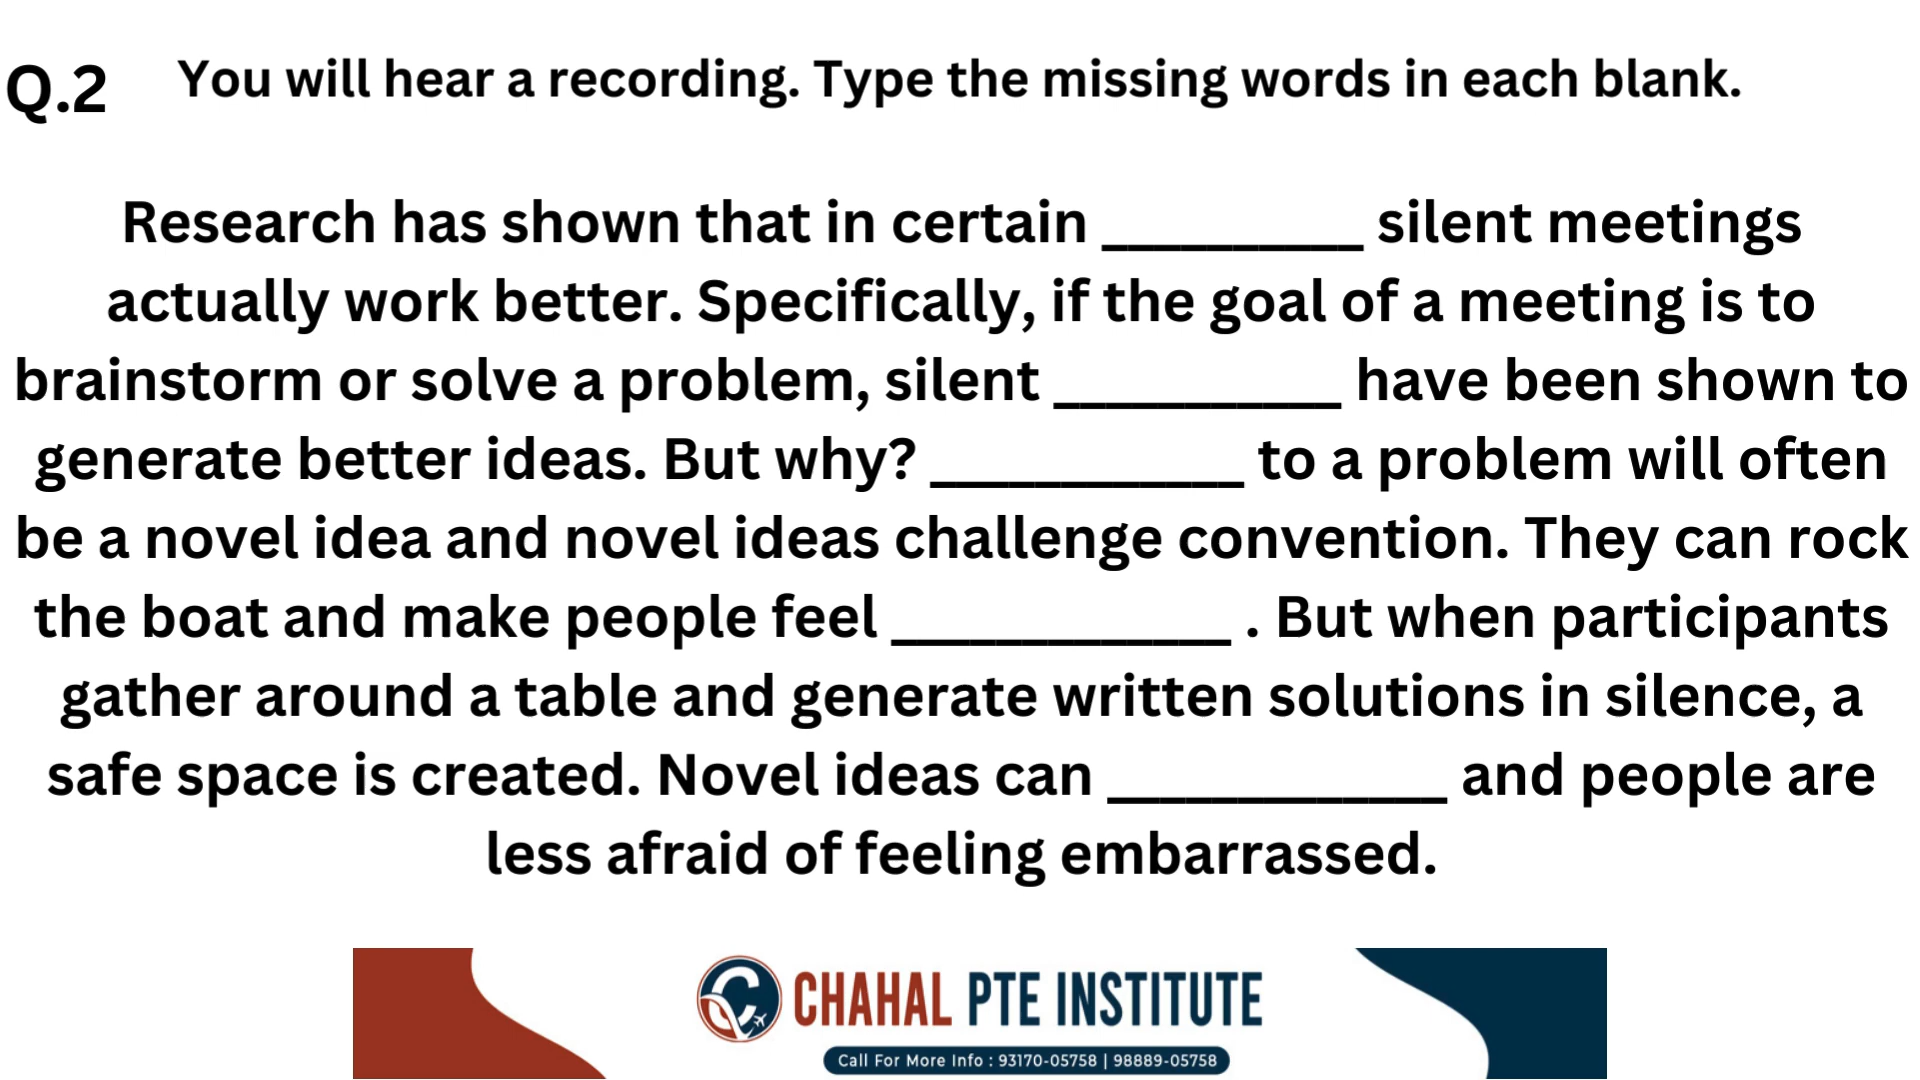 Q.2 You will hear a recording. Type the missing words in each blank.
Research has shown that in certain __________ silent meetings
actually work better. Specifically, if the goal of a meeting is to
brainstorm or solve a problem, silent ___________ have been shown to
generate better ideas. But why? ____________ to a problem will often
be a novel idea and novel ideas challenge convention. They can rock
the boat and make people feel _____________ . But when participants
gather around a table and generate written solutions in silence, a
safe space is created. Novel ideas can _____________ and people are
less afraid of feeling embarrassed.
CHAHAL PTE INSTITUTE
Call For More Info : 93170-05758 | 98889-05758